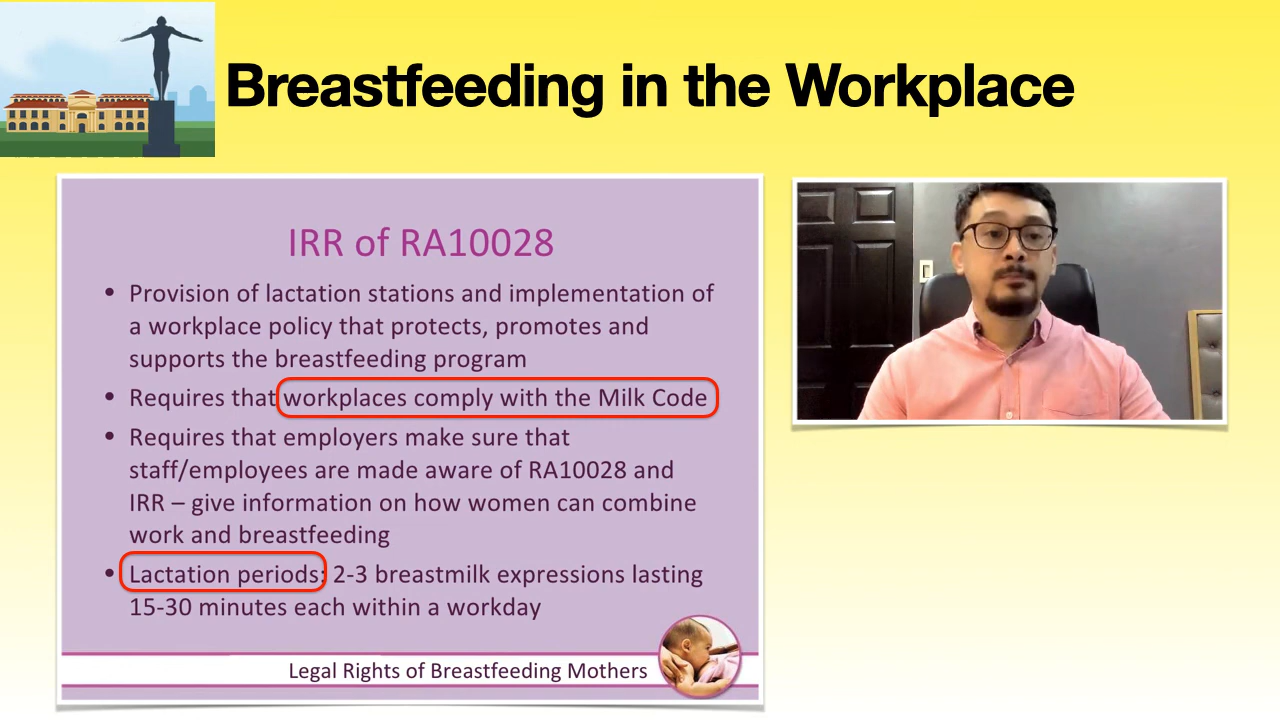 Breastfeeding in the Workplace
IRR of RA10028
• Provision of lactation stations and implementation of
a workplace policy that protects, promotes and
supports the breastfeeding program
• Requires that workplaces comply with the Milk Code
• Requires that employers make sure that
staff/employees are made aware of RA10028 and
IRR – give information on how women can combine
work and breastfeeding
• Lactation periods: 2-3 breastmilk expressions lasting
15-30 minutes each within a workday
Legal Rights of Breastfeeding Mothers